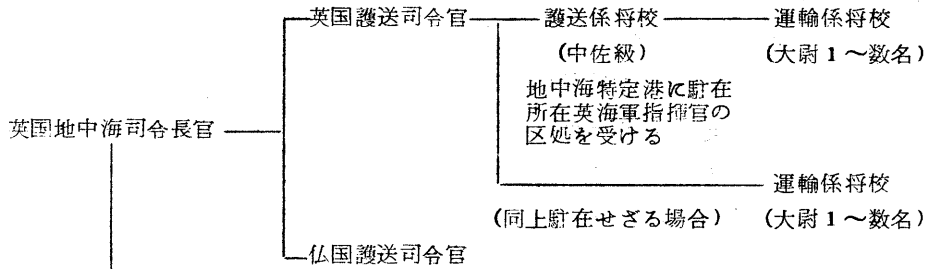 英国護送司令官 護送係将校 運輸係将校
(中佐級) (大尉1〜数名)
地中海特定港に駐在
所在英海軍指揮官の
区処を受ける
英国地中海司令長官
運輸係将校
(同上駐在せざる場合) (大尉1〜数名)
仏国護送司令官